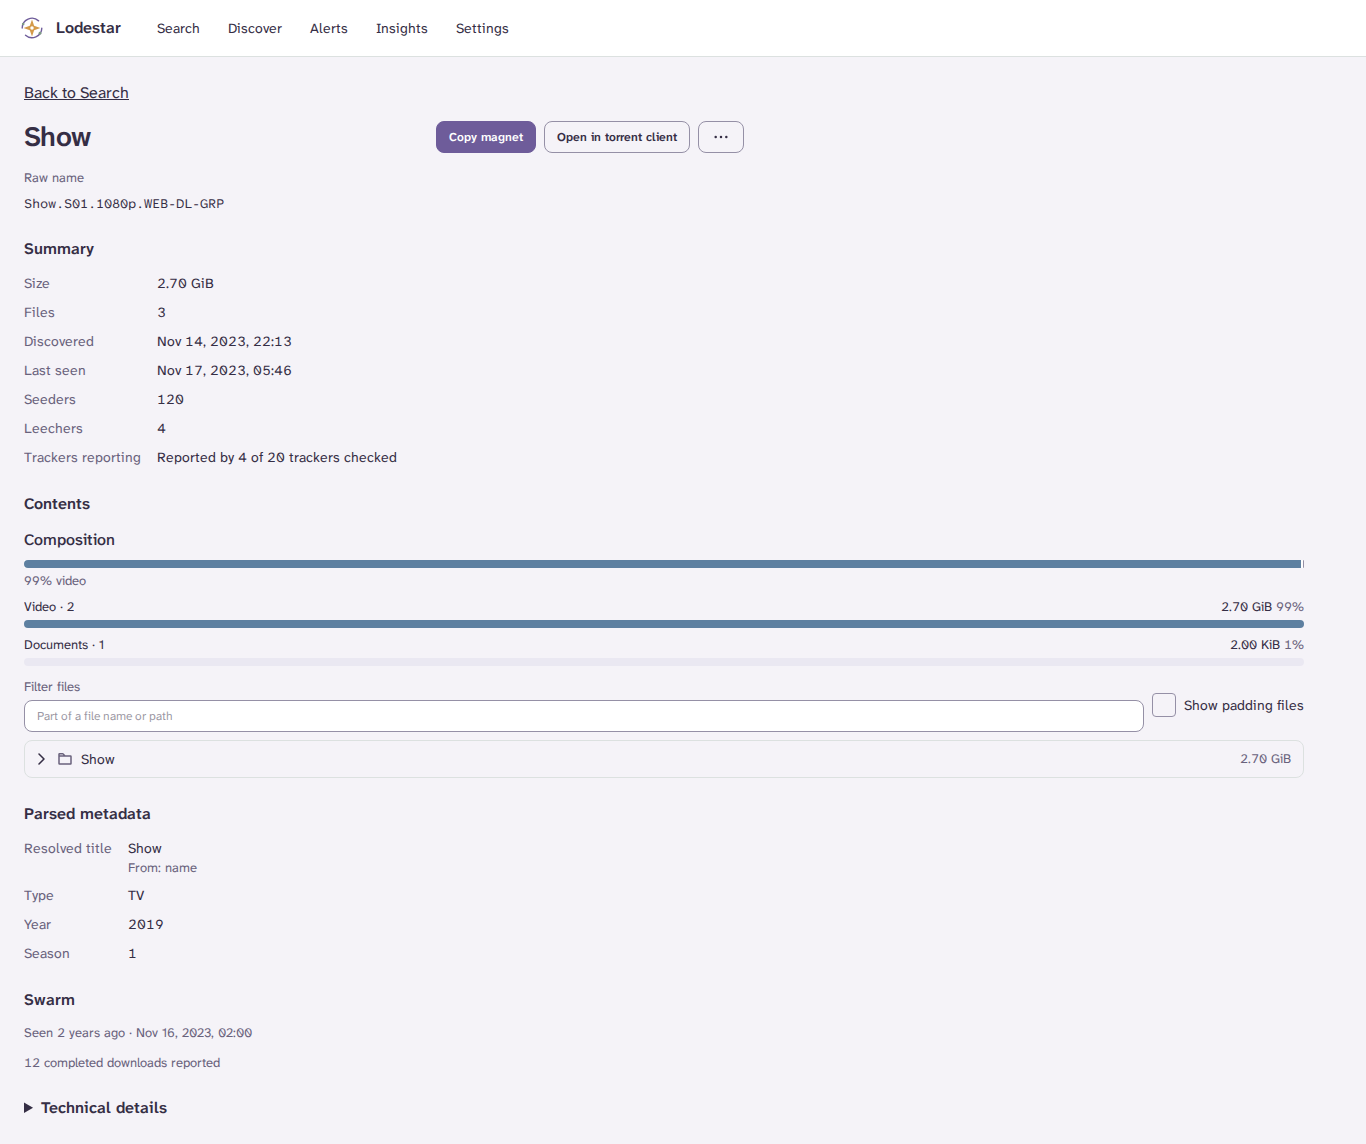 Lodestar Search Discover Alerts Insights Settings
Back to Search
Show
Copy magnet Open in torrent client ...
Raw name
Show.S01.1080p.WEB-DL-GRP
Summary
Size 2.70 GiB
Files 3
Discovered Nov 14, 2023, 22:13
Last seen Nov 17, 2023, 05:46
Seeders 120
Leechers 4
Trackers reporting Reported by 4 of 20 trackers checked
Contents
Composition
99% video
Video · 2 2.70 GiB 99%
Documents · 1 2.00 KiB 1%
Filter files
Part of a file name or path
Show padding files
Show 2.70 GiB
Parsed metadata
Resolved title Show
From: name
Type TV
Year 2019
Season 1
Swarm
Seen 2 years ago · Nov 16, 2023, 02:00
12 completed downloads reported
Technical details